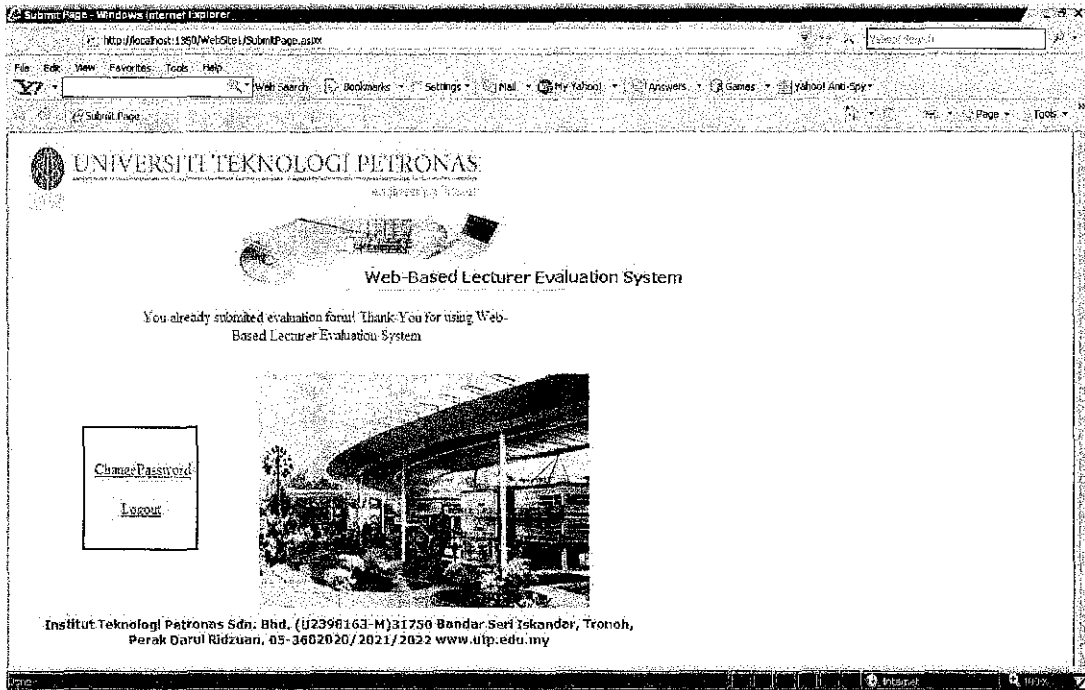 Submit Page - Windows Internet Explorer
http://localhost:1350/WebSite1/SubmitPage.aspx
File Edit View Favorites Tools Help
Y7 Web Search Bookmarks Settings Mail My Yahoo! Answers Games Yahoo! Anti-Spy
Submit Page Page Tools
UNIVERSITI TEKNOLOGI PETRONAS
Web-Based Lecturer Evaluation System
You already submited evaluation form! Thank You for using Web-
Based Lecturer Evaluation System
ChangePassword
Logout
Institut Teknologi Petronas Sdn. Bhd. (U2398163-M)31750 Bandar Seri Iskandar, Tronoh,
Perak Darul Ridzuan, 05-3682020/2021/2022 www.utp.edu.my
Done Internet 100%